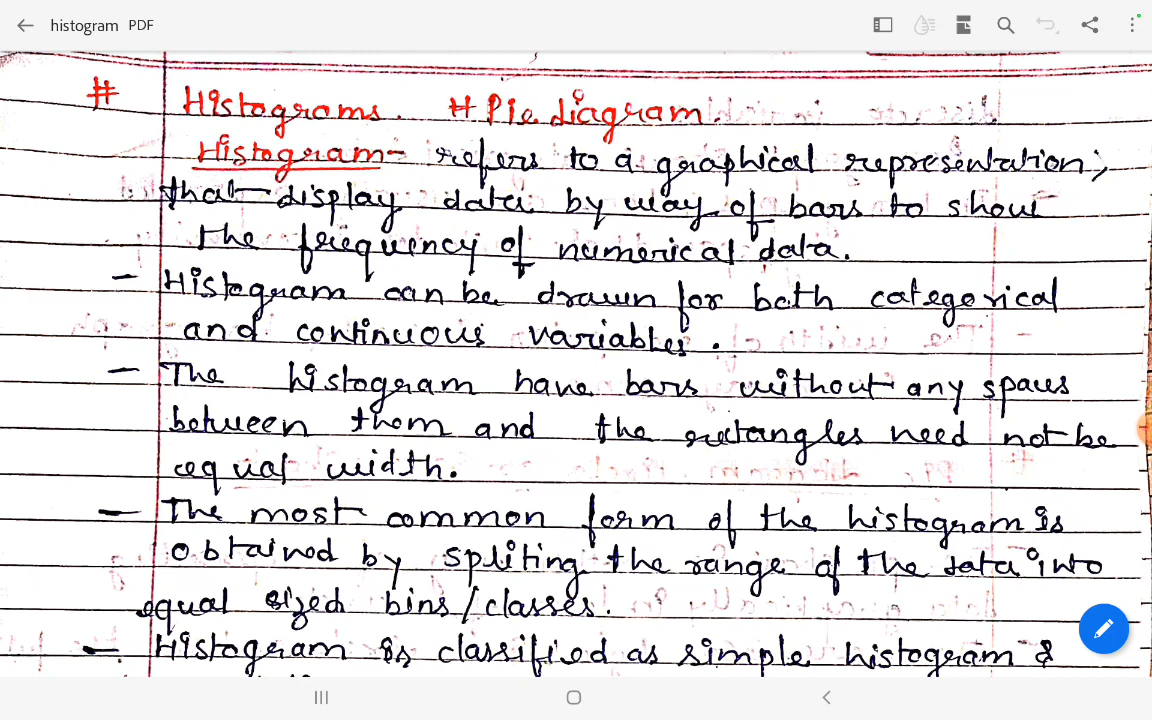 histogram PDF
# Histograms. # Pie diagram.
Histogram - refers to a graphical representation,
that display data by way of bars to show
the frequency of numerical data.
- Histogram can be drawn for both categorical
and continuous variables.
- The histogram have bars without any spaces
between them and the rectangles need not be
equal width.
- The most common form of the histogram is
obtained by spliting the range of the data into
equal sized bins/classes.
- Histogram is classified as simple histogram &